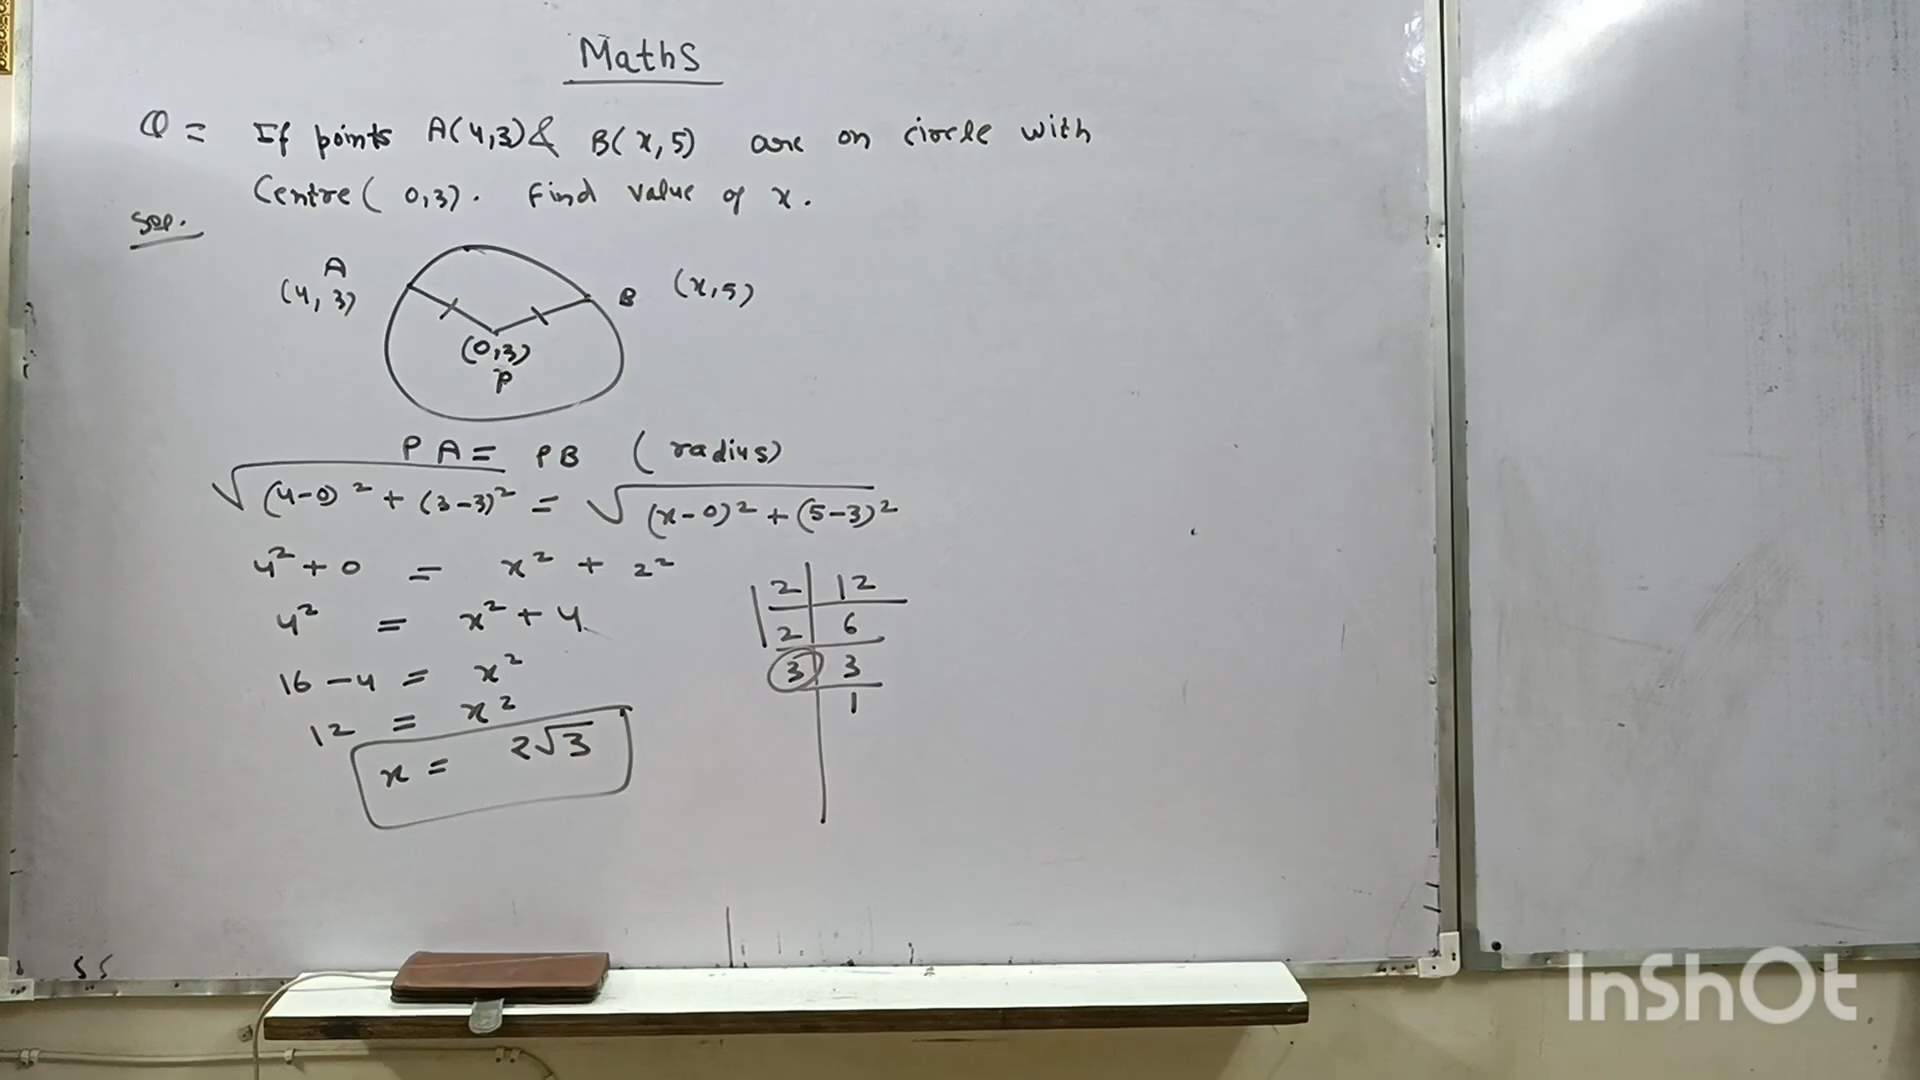 Maths
Q = If points A(4,3) & B(x,5) are on circle with
Centre (0,3). Find value of x.
Sol.
A
(4,3)
B (x,5)
(0,3)
P
PA = PB (radius)
√(4-0)² + (3-3)² = √(x-0)² + (5-3)²
4² + 0 = x² + 2²
4² = x² + 4
16 - 4 = x²
12 = x²
x = 2√3
2 | 12
2 | 6
3 | 3
1
InShOt